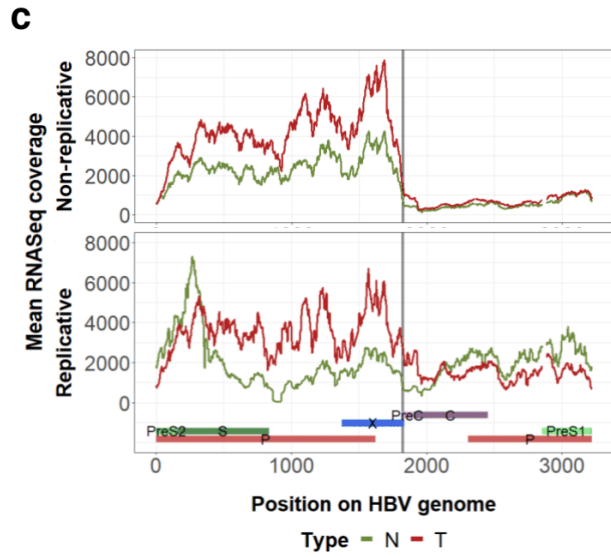 c
Mean RNASeq coverage
Non-replicative
8000
6000
4000
2000
0
Replicative
8000
6000
4000
2000
0
PreC C
X
PreS2 S PreS1
P P
0 1000 2000 3000
Position on HBV genome
Type N T